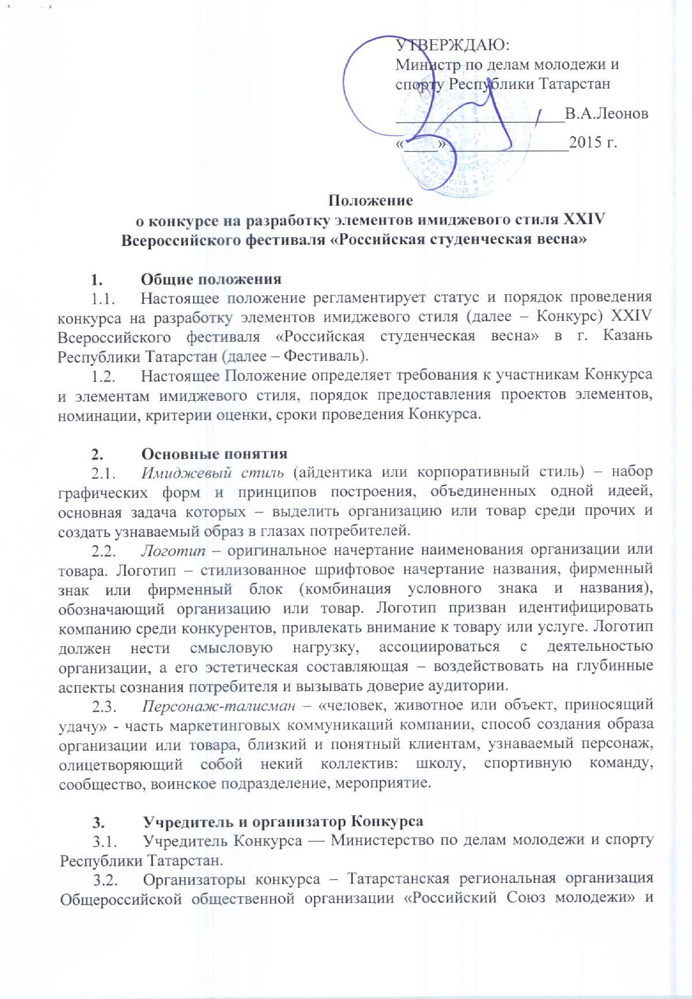 УТВЕРЖДАЮ:
Министр по делам молодежи и
спорту Республики Татарстан
_____________________В.А.Леонов
«____» _______________2015 г.
Положение
о конкурсе на разработку элементов имиджевого стиля XXIV
Всероссийского фестиваля «Российская студенческая весна»
1. Общие положения
1.1. Настоящее положение регламентирует статус и порядок проведения
конкурса на разработку элементов имиджевого стиля (далее – Конкурс) XXIV
Всероссийского фестиваля «Российская студенческая весна» в г. Казань
Республики Татарстан (далее – Фестиваль).
1.2. Настоящее Положение определяет требования к участникам Конкурса
и элементам имиджевого стиля, порядок предоставления проектов элементов,
номинации, критерии оценки, сроки проведения Конкурса.
2. Основные понятия
2.1. Имиджевый стиль (айдентика или корпоративный стиль) – набор
графических форм и принципов построения, объединенных одной идеей,
основная задача которых – выделить организацию или товар среди прочих и
создать узнаваемый образ в глазах потребителей.
2.2. Логотип – оригинальное начертание наименования организации или
товара. Логотип – стилизованное шрифтовое начертание названия, фирменный
знак или фирменный блок (комбинация условного знака и названия),
обозначающий организацию или товар. Логотип призван идентифицировать
компанию среди конкурентов, привлекать внимание к товару или услуге. Логотип
должен нести смысловую нагрузку, ассоциироваться с деятельностью
организации, а его эстетическая составляющая – воздействовать на глубинные
аспекты сознания потребителя и вызывать доверие аудитории.
2.3. Персонаж-талисман – «человек, животное или объект, приносящий
удачу» - часть маркетинговых коммуникаций компании, способ создания образа
организации или товара, близкий и понятный клиентам, узнаваемый персонаж,
олицетворяющий собой некий коллектив: школу, спортивную команду,
сообщество, воинское подразделение, мероприятие.
3. Учредитель и организатор Конкурса
3.1. Учредитель Конкурса — Министерство по делам молодежи и спорту
Республики Татарстан.
3.2. Организаторы конкурса – Татарстанская региональная организация
Общероссийской общественной организации «Российский Союз молодежи» и